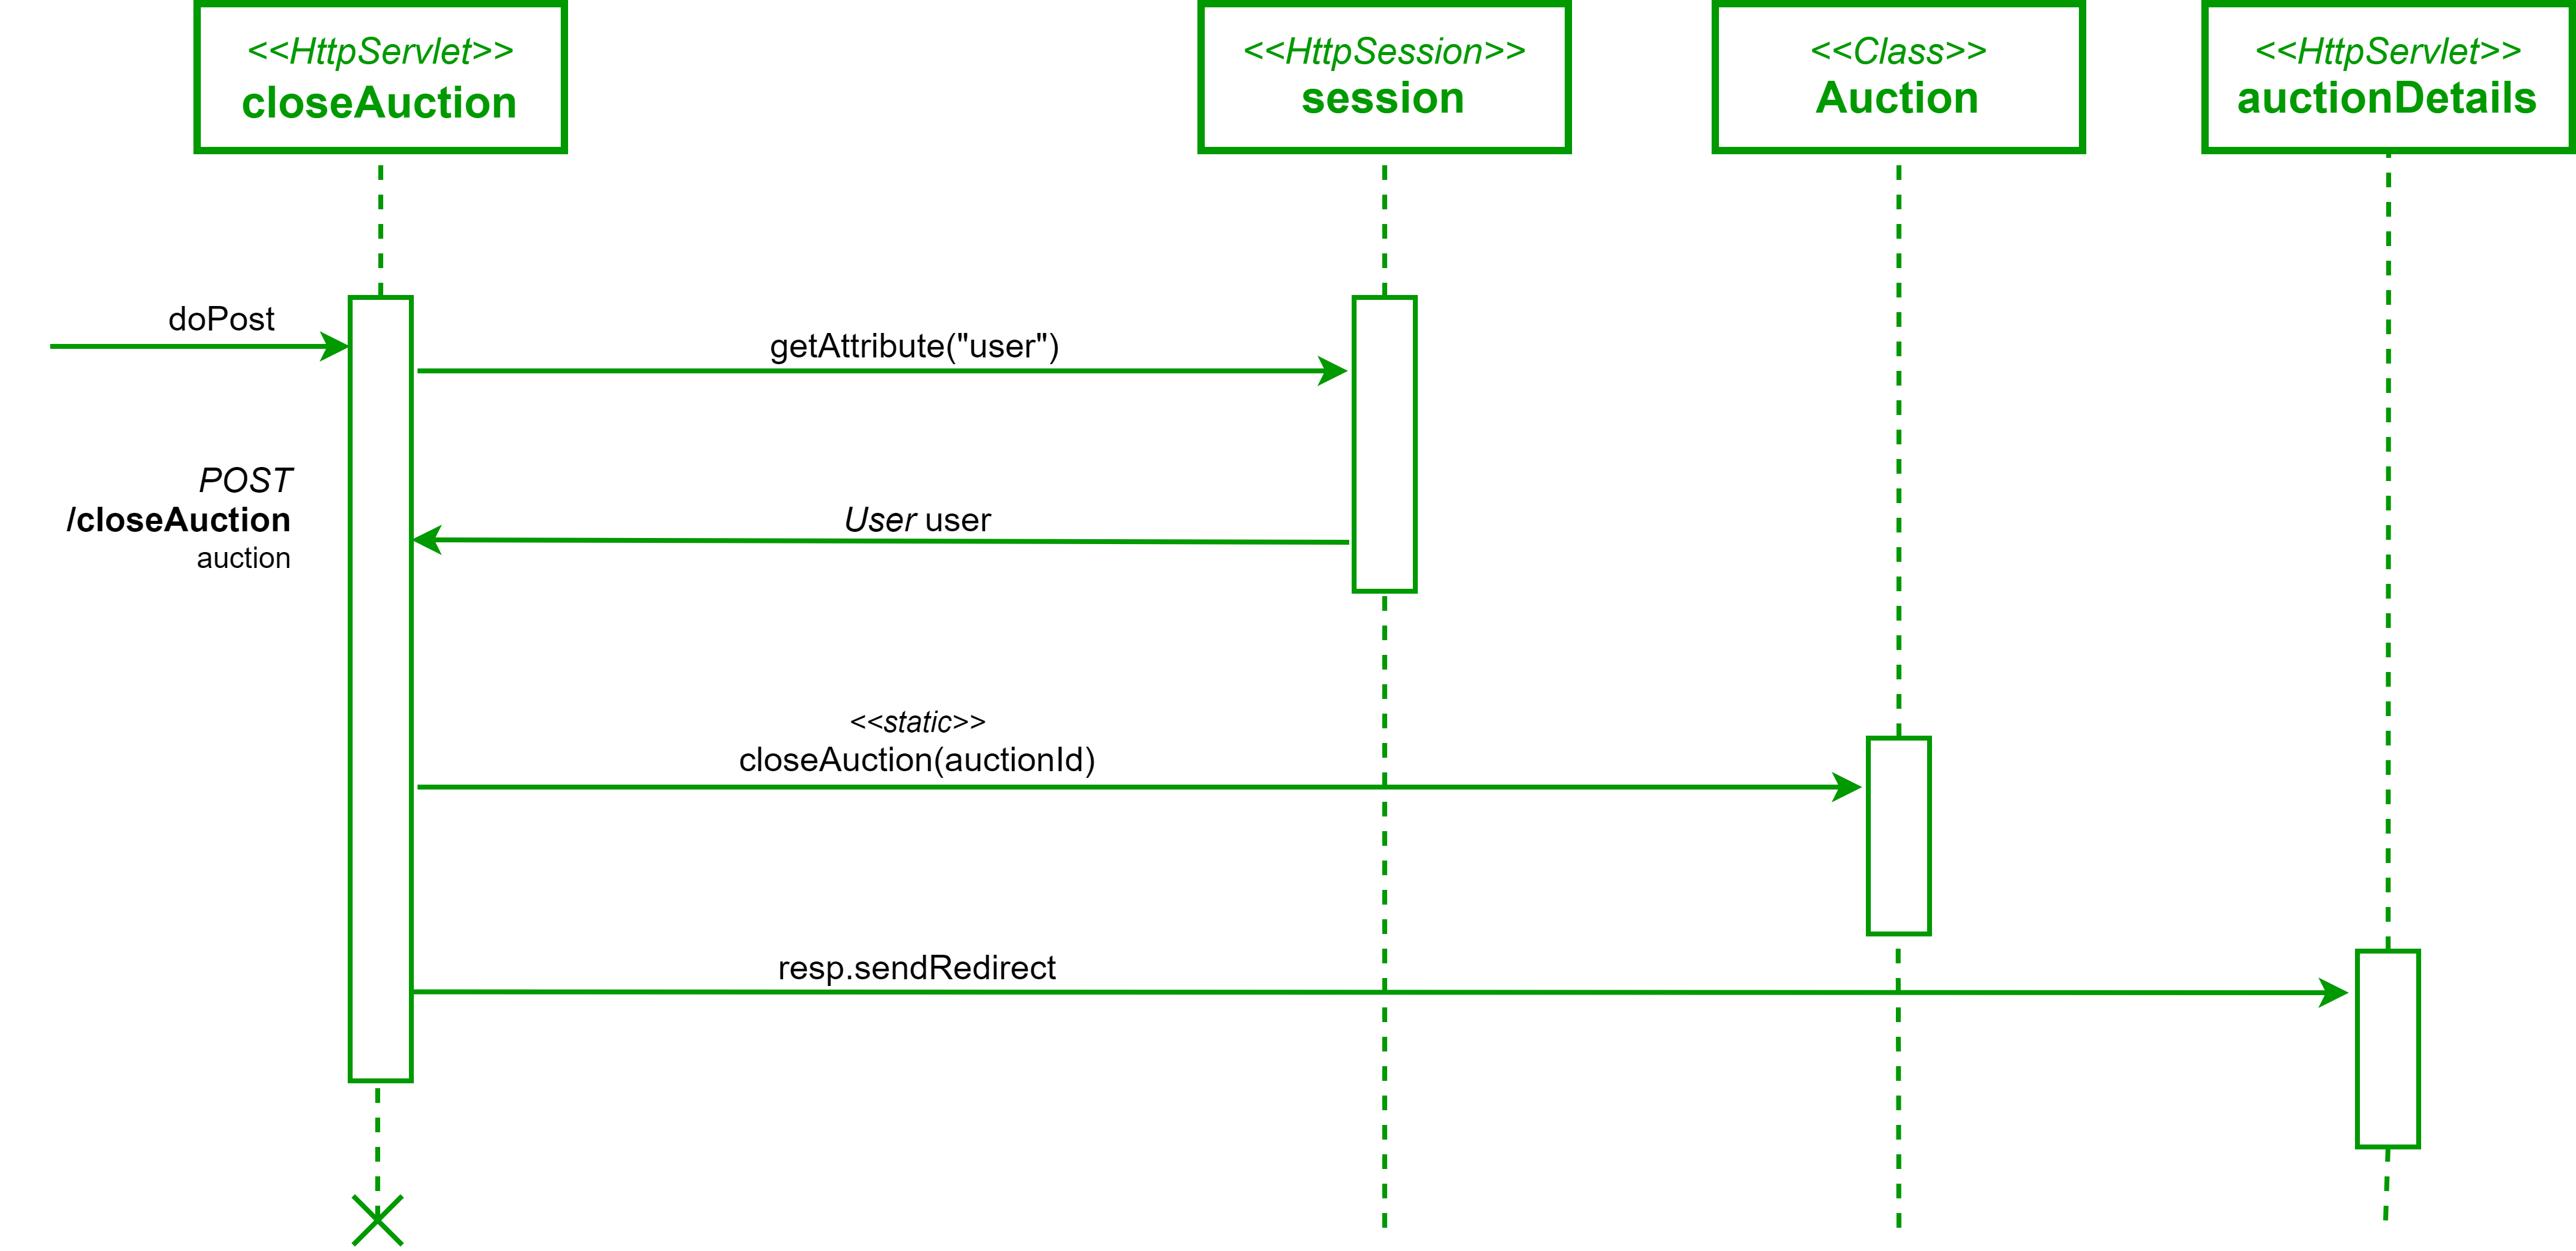 <<HttpServlet>>
closeAuction
<<HttpSession>>
session
<<Class>>
Auction
<<HttpServlet>>
auctionDetails
doPost
getAttribute("user")
POST
/closeAuction
auction
User user
<<static>>
closeAuction(auctionId)
resp.sendRedirect